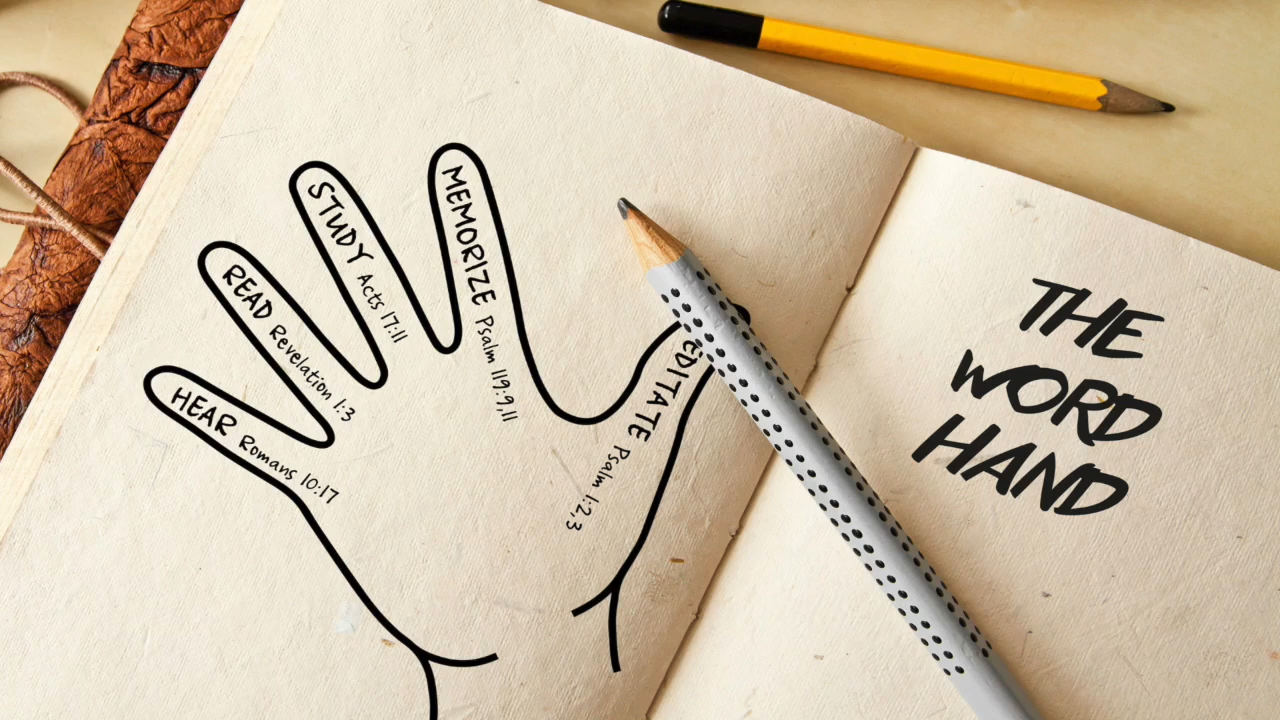 HEAR Romans 10:17
READ Revelation 1:3
STUDY Acts 17:11
MEMORIZE Psalm 119:9,11
EDITATE Psalm 1:2,3
THE
WORD
HAND